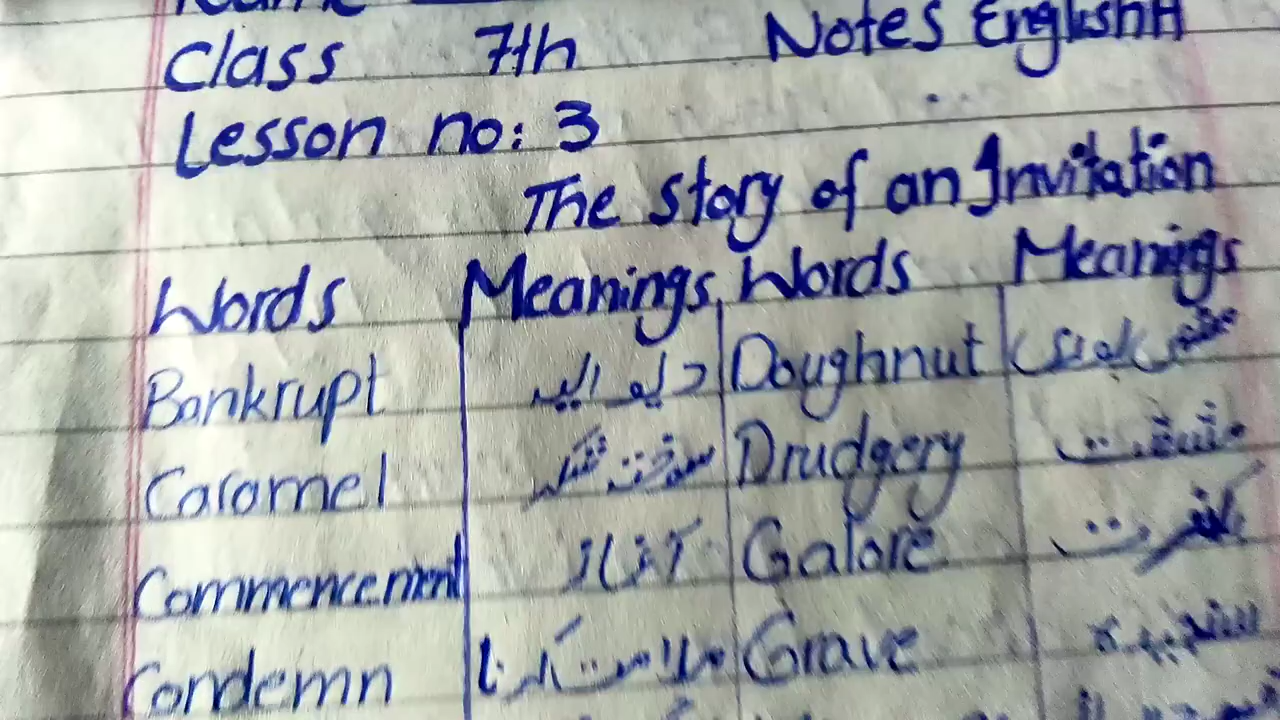 Name
Class 7th Notes English
Lesson no: 3
The Story of an Invitation
Words Meanings Words Meanings
Bankrupt دیوالیہ Doughnut
Caramel سوختہ شکر Drudgery مشقت
Commencement آغاز Galore بکثرت
Condemn ملامت کرنا Grave سنجیدہ